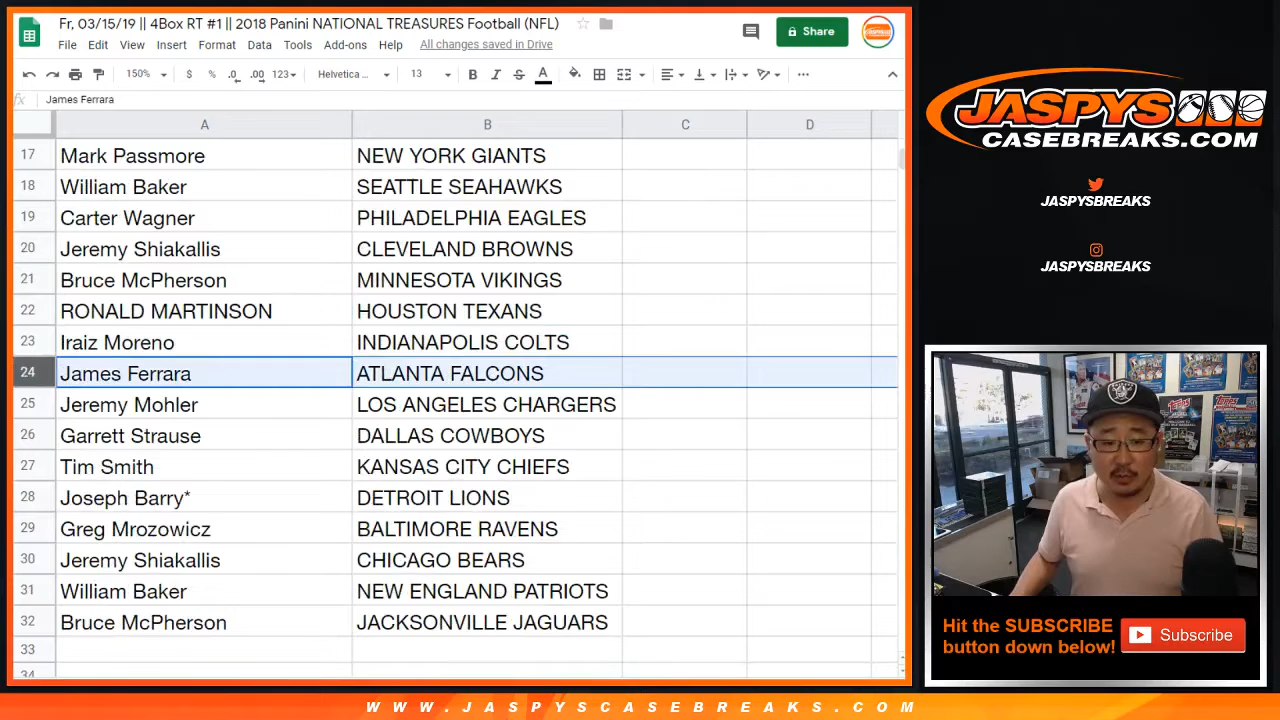 Fr, 03/15/19 || 4Box RT #1 || 2018 Panini NATIONAL TREASURES Football (NFL)
File Edit View Insert Format Data Tools Add-ons Help All changes saved in Drive
Share
150% $ % .0 .00 123 Helvetica ... 13 B I S A
fx James Ferrara
A B C D
17 Mark Passmore NEW YORK GIANTS
18 William Baker SEATTLE SEAHAWKS
19 Carter Wagner PHILADELPHIA EAGLES
20 Jeremy Shiakallis CLEVELAND BROWNS
21 Bruce McPherson MINNESOTA VIKINGS
22 RONALD MARTINSON HOUSTON TEXANS
23 Iraiz Moreno INDIANAPOLIS COLTS
24 James Ferrara ATLANTA FALCONS
25 Jeremy Mohler LOS ANGELES CHARGERS
26 Garrett Strause DALLAS COWBOYS
27 Tim Smith KANSAS CITY CHIEFS
28 Joseph Barry* DETROIT LIONS
29 Greg Mrozowicz BALTIMORE RAVENS
30 Jeremy Shiakallis CHICAGO BEARS
31 William Baker NEW ENGLAND PATRIOTS
32 Bruce McPherson JACKSONVILLE JAGUARS
33
34
JASPYS
CASEBREAKS.COM
JASPYSBREAKS
JASPYSBREAKS
TOPPS
Hit the SUBSCRIBE
button down below!
Subscribe
WWW.JASPYSCASEBREAKS.COM